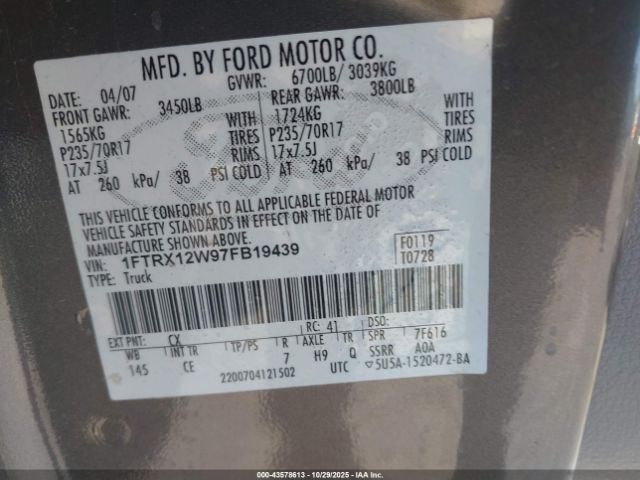 MFD. BY FORD MOTOR CO.
DATE: 04/07 GVWR: 6700LB/ 3039KG
FRONT GAWR: 3450LB REAR GAWR: 3800LB
1565KG WITH 1724KG WITH
P235/70R17 TIRES P235/70R17 TIRES
17x7.5J RIMS 17x7.5J RIMS
AT 260 kPa/ 38 PSI COLD AT 260 kPa/ 38 PSI COLD
THIS VEHICLE CONFORMS TO ALL APPLICABLE FEDERAL MOTOR
VEHICLE SAFETY STANDARDS IN EFFECT ON THE DATE OF
MANUFACTURE SHOWN ABOVE.
VIN: 1FTRX12W97FB19439 F0119
TYPE: Truck T0728
EXT PNT: CX RC: 41 DSO:
WB INT TR TP/PS R AXLE TR SPR 7F616
145 CE 7 H9 Q SSRR A0A
2200704121502 UTC ▽5U5A-1520472-BA
000-43578613 | 10/29/2025 | IAA, Inc.